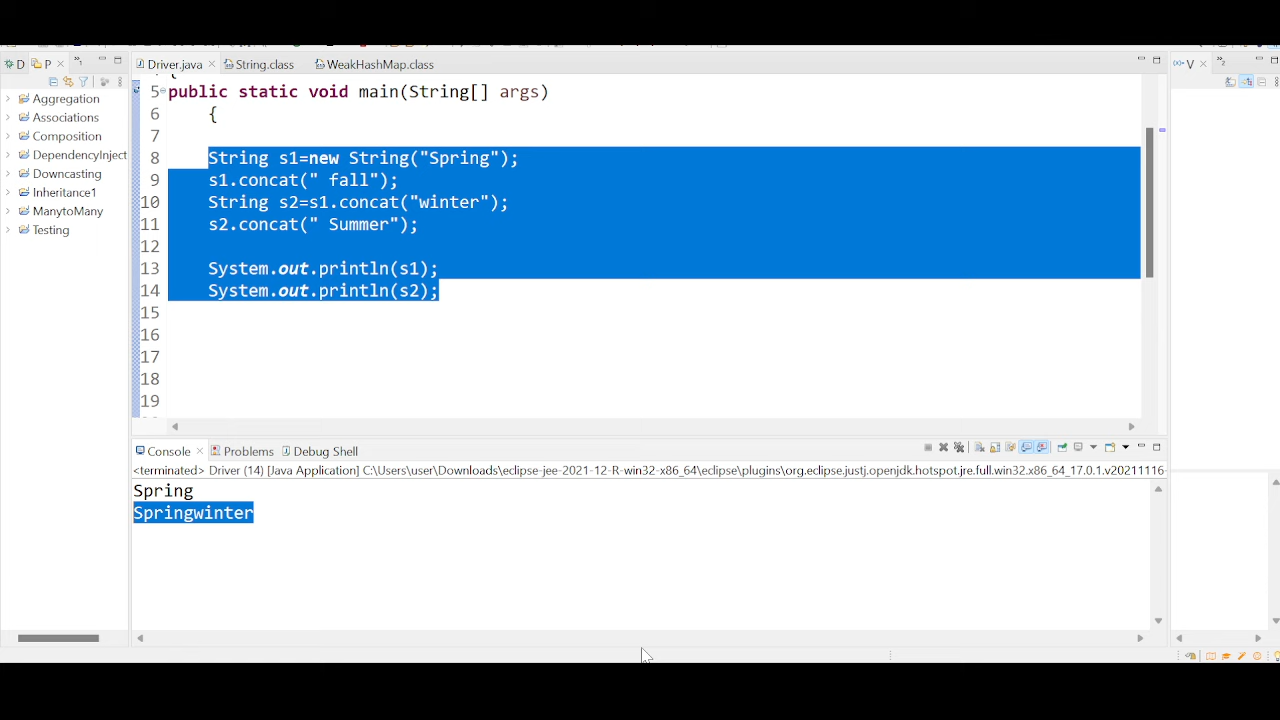 D
P
Driver.java
String.class
WeakHashMap.class
V
Aggregation
Associations
Composition
DependencyInject
Downcasting
Inheritance1
ManytoMany
Testing
5 public static void main(String[] args)
6 {
7
8 String s1=new String("Spring");
9 s1.concat(" fall");
10 String s2=s1.concat("winter");
11 s2.concat(" Summer");
12
13 System.out.println(s1);
14 System.out.println(s2);
15
16
17
18
19
Console
Problems
Debug Shell
<terminated> Driver (14) [Java Application] C:\Users\user\Downloads\eclipse-jee-2021-12-R-win32-x86_64\eclipse\plugins\org.eclipse.justj.openjdk.hotspot.jre.full.win32.x86_64_17.0.1.v20211116-
Spring
Springwinter